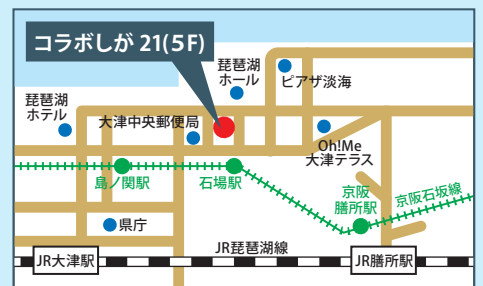 コラボしが21(5F)
琵琶湖
ホール
ピアザ淡海
琵琶湖
ホテル
大津中央郵便局
Oh!Me
大津テラス
島ノ関駅
石場駅
京阪
膳所駅
京阪石坂線
県庁
JR琵琶湖線
JR大津駅
JR膳所駅